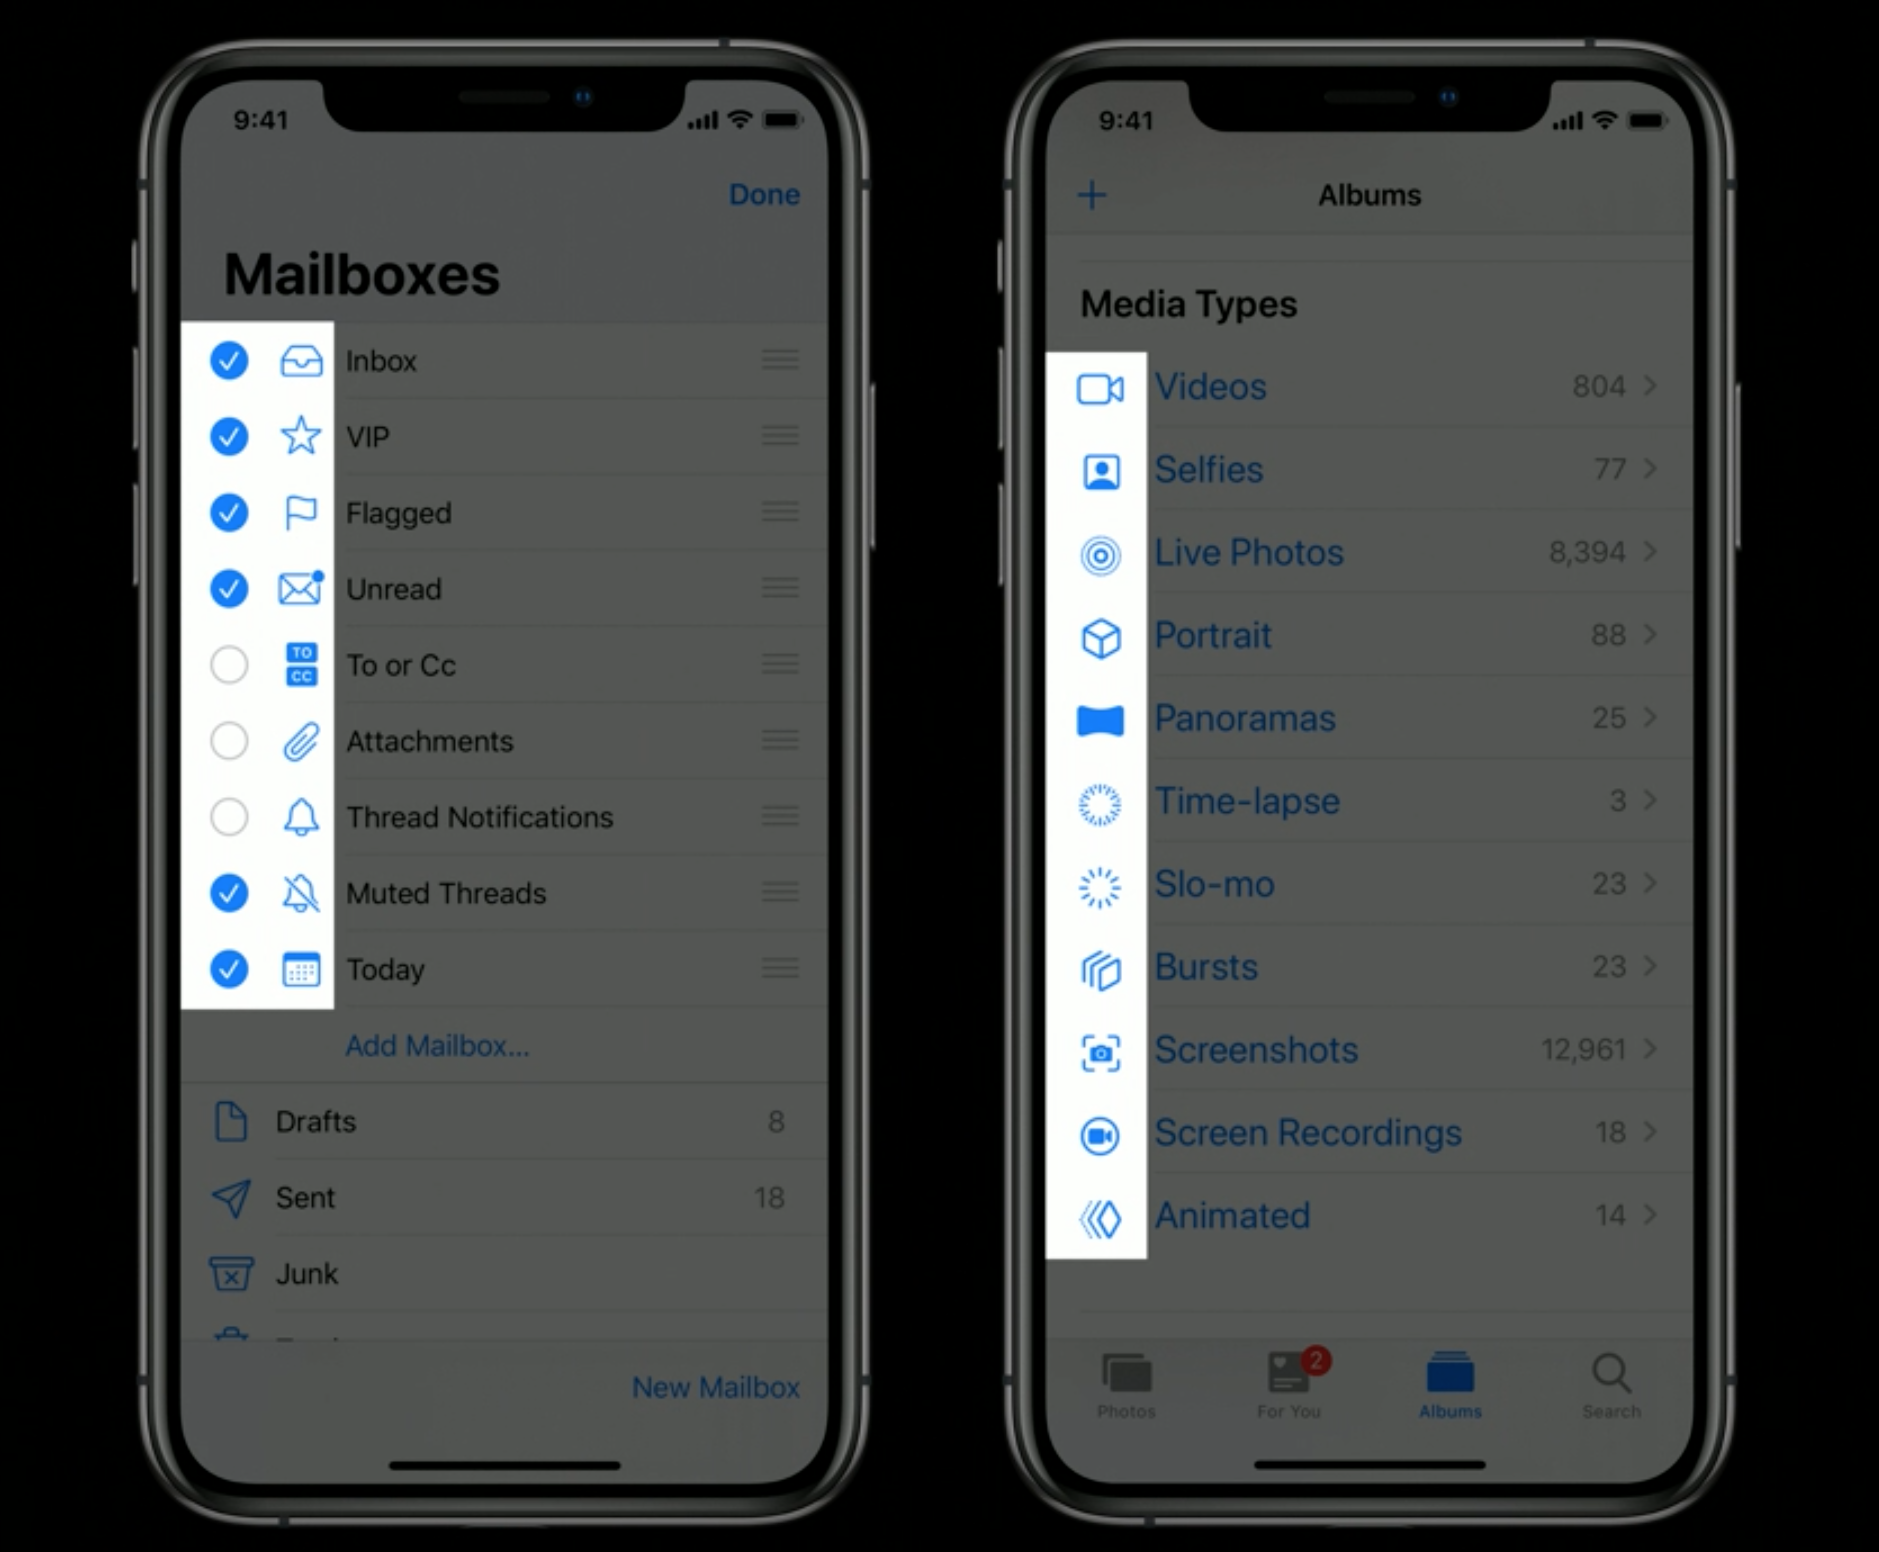 9:41
Done
Mailboxes
Inbox
VIP
Flagged
Unread
TO
CC
To or Cc
Attachments
Thread Notifications
Muted Threads
Today
Add Mailbox...
Drafts 8
Sent 18
Junk
New Mailbox
9:41
+ Albums
Media Types
Videos 804
Selfies 77
Live Photos 8,394
Portrait 88
Panoramas 25
Time-lapse 3
Slo-mo 23
Bursts 23
Screenshots 12,961
Screen Recordings 18
Animated 14
2
Photos For You Albums Search